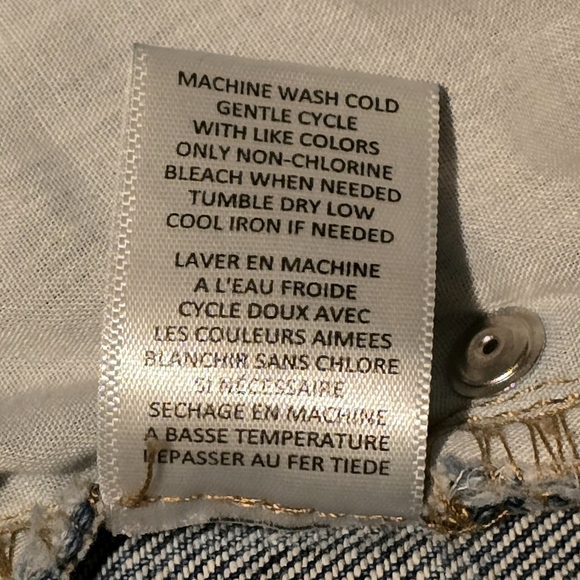 MACHINE WASH COLD
GENTLE CYCLE
WITH LIKE COLORS
ONLY NON-CHLORINE
BLEACH WHEN NEEDED
TUMBLE DRY LOW
COOL IRON IF NEEDED
LAVER EN MACHINE
A L'EAU FROIDE
CYCLE DOUX AVEC
LES COULEURS AIMEES
BLANCHIR SANS CHLORE
SI NECESSAIRE
SECHAGE EN MACHINE
A BASSE TEMPERATURE
LEPASSER AU FER TIEDE